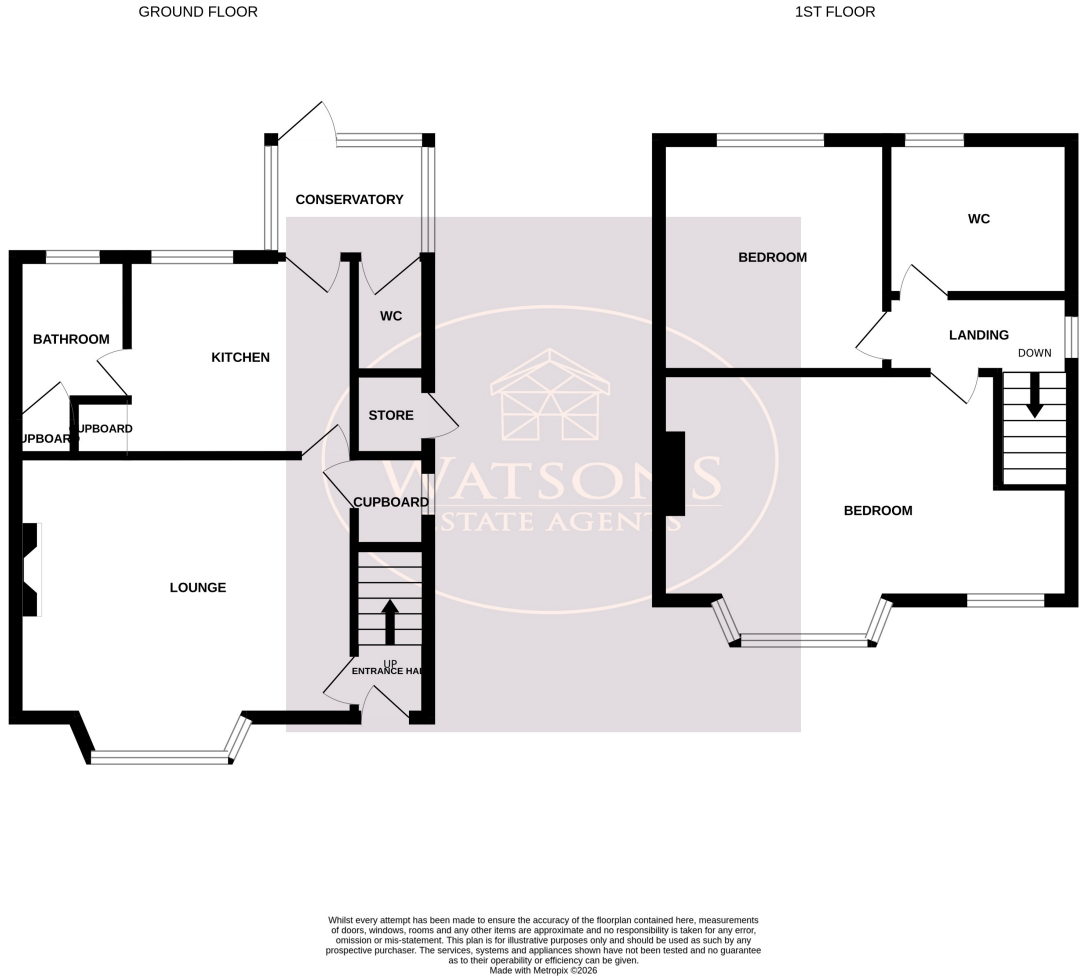 GROUND FLOOR
1ST FLOOR
CONSERVATORY
WC
BATHROOM
KITCHEN
STORE
UPBOARD
UPBOARD
CUPBOARD
LOUNGE
UP
ENTRANCE HAL
BEDROOM
WC
LANDING
DOWN
BEDROOM
WATSONS
ESTATE AGENTS
Whilst every attempt has been made to ensure the accuracy of the floorplan contained here, measurements
of doors, windows, rooms and any other items are approximate and no responsibility is taken for any error,
omission or mis-statement. This plan is for illustrative purposes only and should be used as such by any
prospective purchaser. The services, systems and appliances shown have not been tested and no guarantee
as to their operability or efficiency can be given.
Made with Metropix ©2026